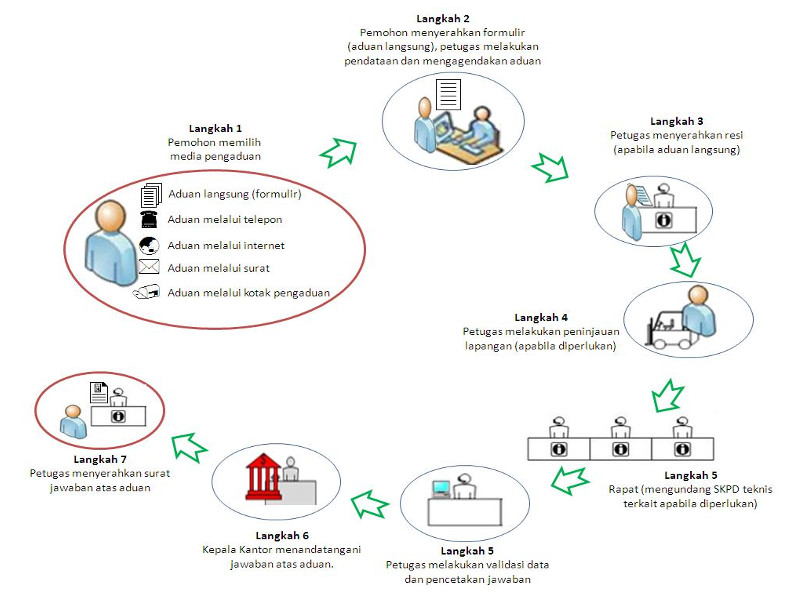 Langkah 1
Pemohon memilih
media pengaduan
Aduan langsung (formulir)
Aduan melalui telepon
Aduan melalui internet
Aduan melalui surat
Aduan melalui kotak pengaduan
Langkah 2
Pemohon menyerahkan formulir
(aduan langsung), petugas melakukan
pendataan dan mengagendakan aduan
Langkah 3
Petugas menyerahkan resi
(apabila aduan langsung)
Langkah 4
Petugas melakukan peninjauan
lapangan (apabila diperlukan)
Langkah 5
Rapat (mengundang SKPD teknis
terkait apabila diperlukan)
Langkah 5
Petugas melakukan validasi data
dan pencetakan jawaban
Langkah 6
Kepala Kantor menandatangani
jawaban atas aduan.
Langkah 7
Petugas menyerahkan surat
jawaban atas aduan